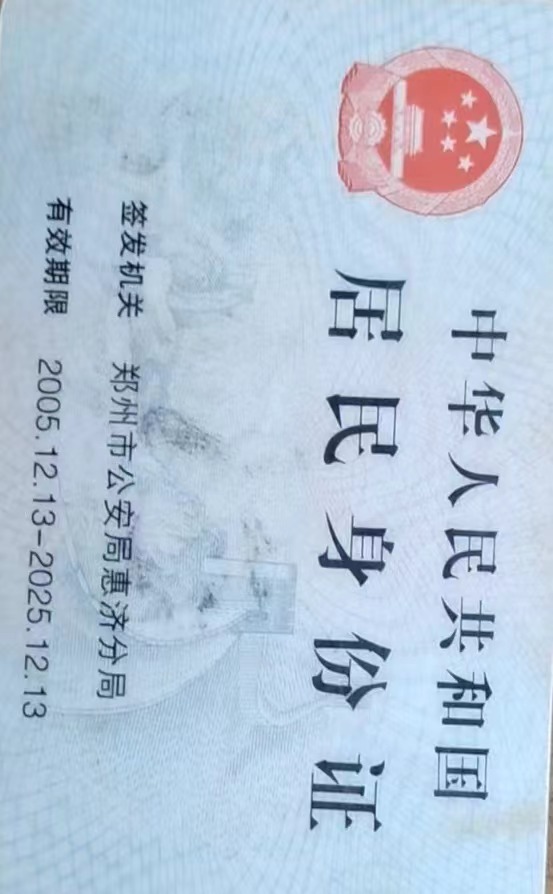 中华人民共和国
居民身份证
签发机关 郑州市公安局惠济分局
有效期限 2005.12.13-2025.12.13